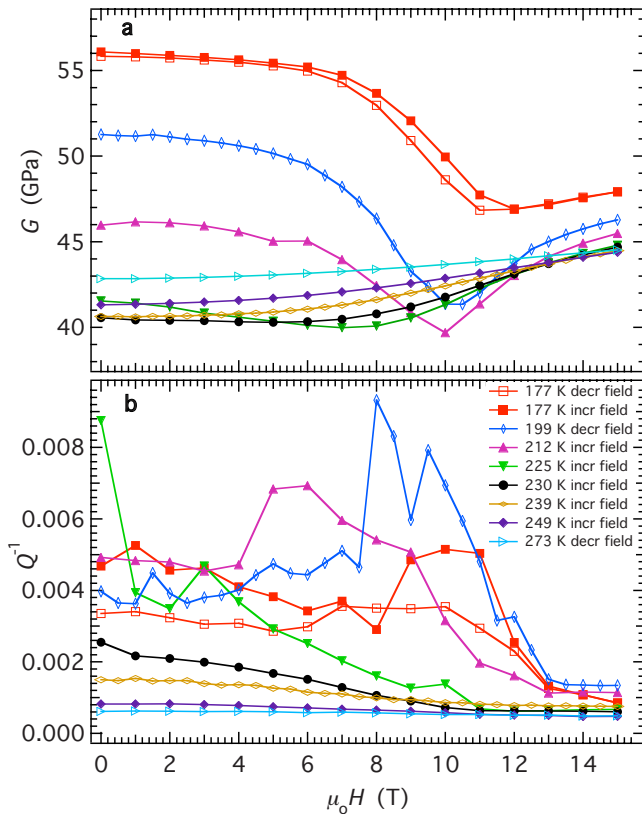 a
55
50
45
40
G (GPa)
b
177 K decr field
177 K incr field
199 K decr field
212 K incr field
225 K incr field
230 K incr field
239 K incr field
249 K incr field
273 K decr field
0.008
0.006
0.004
0.002
0.000
Q⁻¹
0 2 4 6 8 10 12 14
μₒH (T)